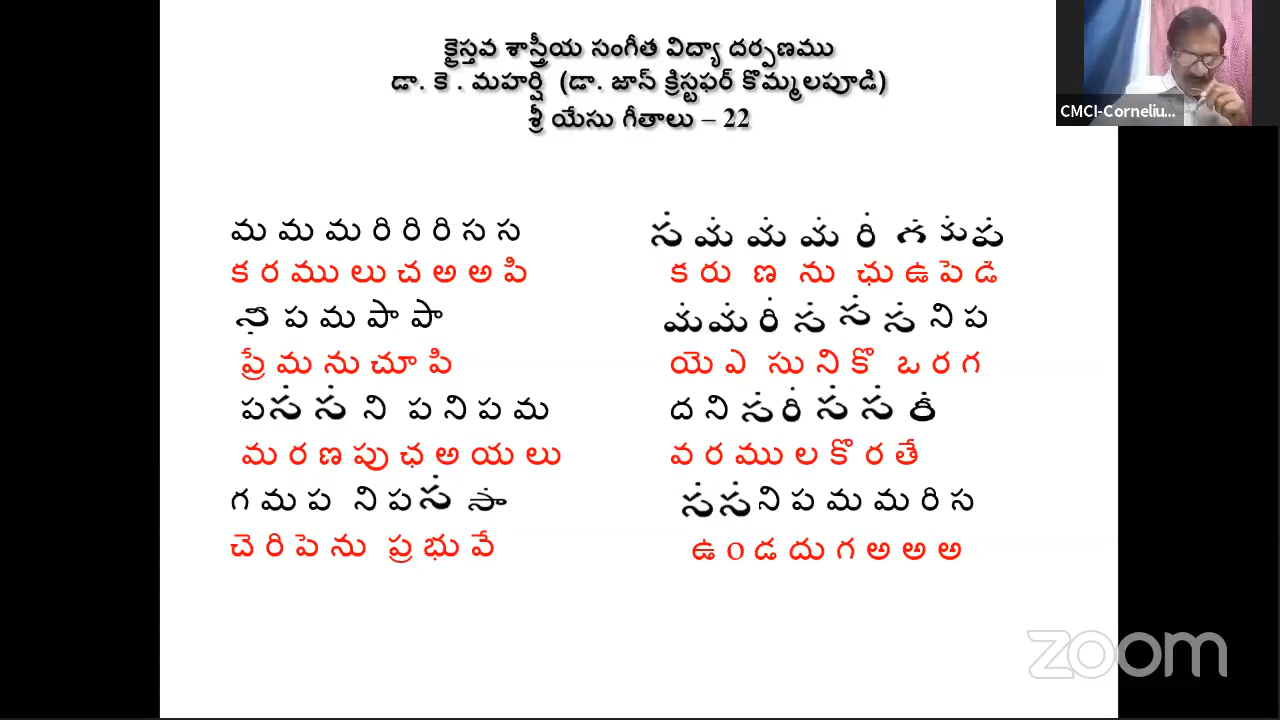 క్రైస్తవ శాస్త్రీయ సంగీత విద్యా దర్పణము
డా. కె . మహర్షి (డా. జాన్ క్రిస్టఫర్ కొమ్మలపూడి)
శ్రీ యేసు గీతాలు – 22
CMCI-Corneliu...
మ మ మ రి రి రి స స
క ర ము లు చ అ అ పి
నీ ప మ పా పా
ప్రే మ ను చూ పి
ప స̇ స̇ ని ప ని ప మ
మ ర ణ పు ఛ అ య లు
గ మ ప ని ప స̇ సా̇
చె రి పె ను ప్ర భు వే
స̇ మ̇ మ̇ మ̇ రి̇ గ̇ మ̇ ప̇
క రు ణ ను ఛు ఉ పె డి
మ̇ మ̇ రి̇ స̇ స̇ స̇ ని ప
యె ఎ సు ని కొ ఒ ర గ
ద ని స̇ రి̇ స̇ స̇ రీ̇
వ ర ము ల కొ ర తే
స̇ స̇ ని ప మ మ రి స
ఉ ం డ దు గ అ అ అ
zoom